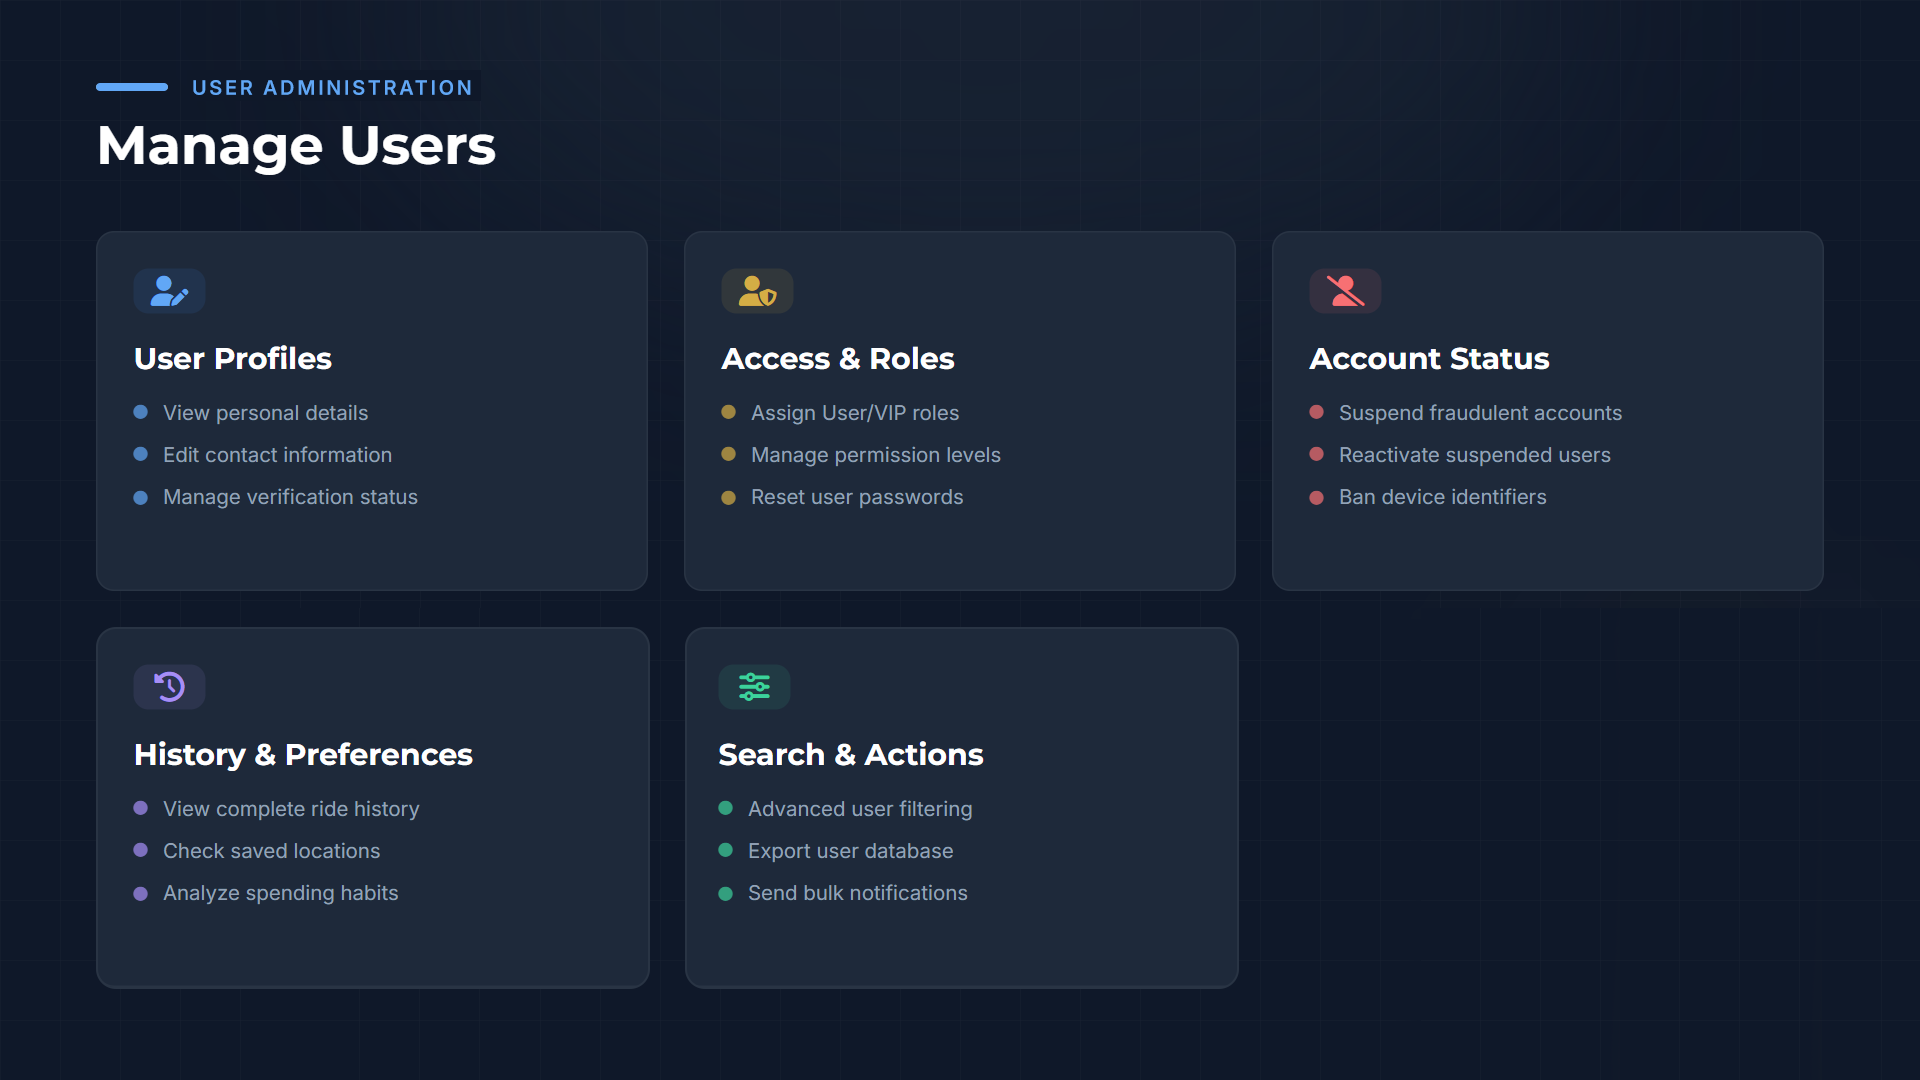 USER ADMINISTRATION
Manage Users
User Profiles
View personal details
Edit contact information
Manage verification status
Access & Roles
Assign User/VIP roles
Manage permission levels
Reset user passwords
Account Status
Suspend fraudulent accounts
Reactivate suspended users
Ban device identifiers
History & Preferences
View complete ride history
Check saved locations
Analyze spending habits
Search & Actions
Advanced user filtering
Export user database
Send bulk notifications